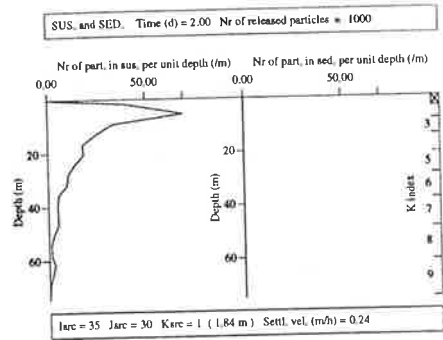 SUS. and SED. Time (d) = 2.00 Nr of released particles = 1000
Nr of part. in sus. per unit depth (/m)
Nr of part. in sed. per unit depth (/m)
0.00 50.00 0.00 50.00
20
40
60
Depth (m)
20
40
60
Depth (m)
3
5
6
7
8
9
K index
Isrc = 35 Jsrc = 30 Ksrc = 1 ( 1.84 m ) Settl. vel. (m/h) = 0.24